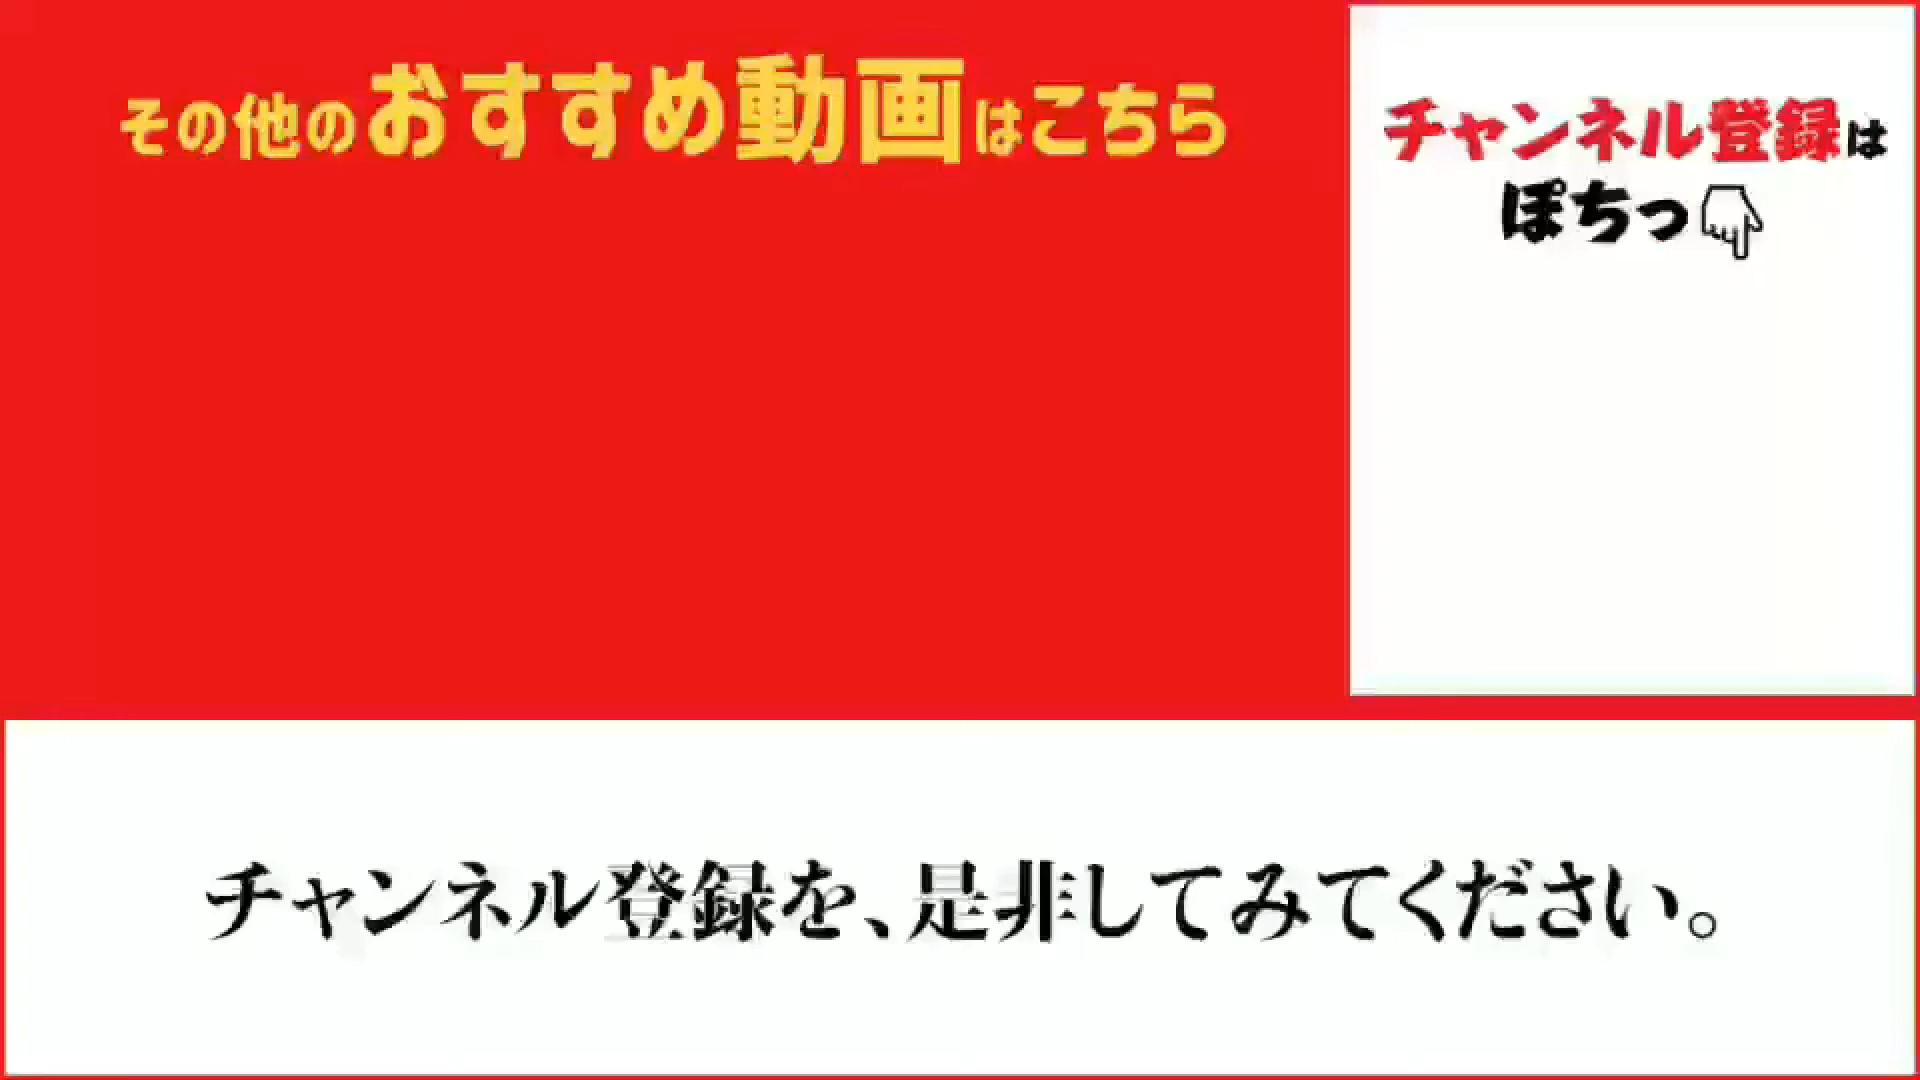 その他のおすすめ動画はこちら
チャンネル登録は
ぽちっ👇
チャンネル登録を、是非してみてください。